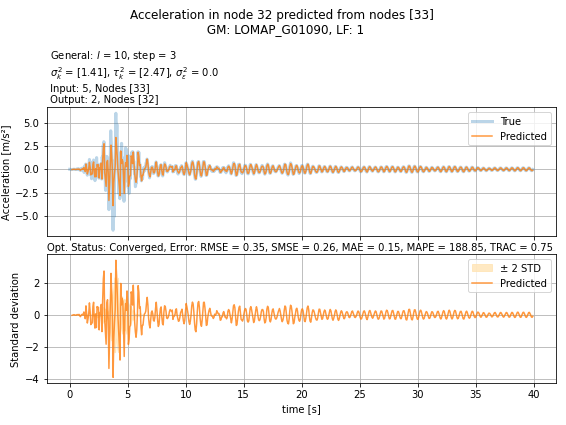 Acceleration in node 32 predicted from nodes [33]
GM: LOMAP_G01090, LF: 1
General: l = 10, step = 3
σ²ₖ = [1.41], τ²ₖ = [2.47], σ²ε = 0.0
Input: 5, Nodes [33]
Output: 2, Nodes [32]
5.0
2.5
0.0
−2.5
−5.0
Acceleration [m/s²]
True
Predicted
Opt. Status: Converged, Error: RMSE = 0.35, SMSE = 0.26, MAE = 0.15, MAPE = 188.85, TRAC = 0.75
2
0
−2
−4
Standard deviation
± 2 STD
Predicted
0 5 10 15 20 25 30 35 40
time [s]